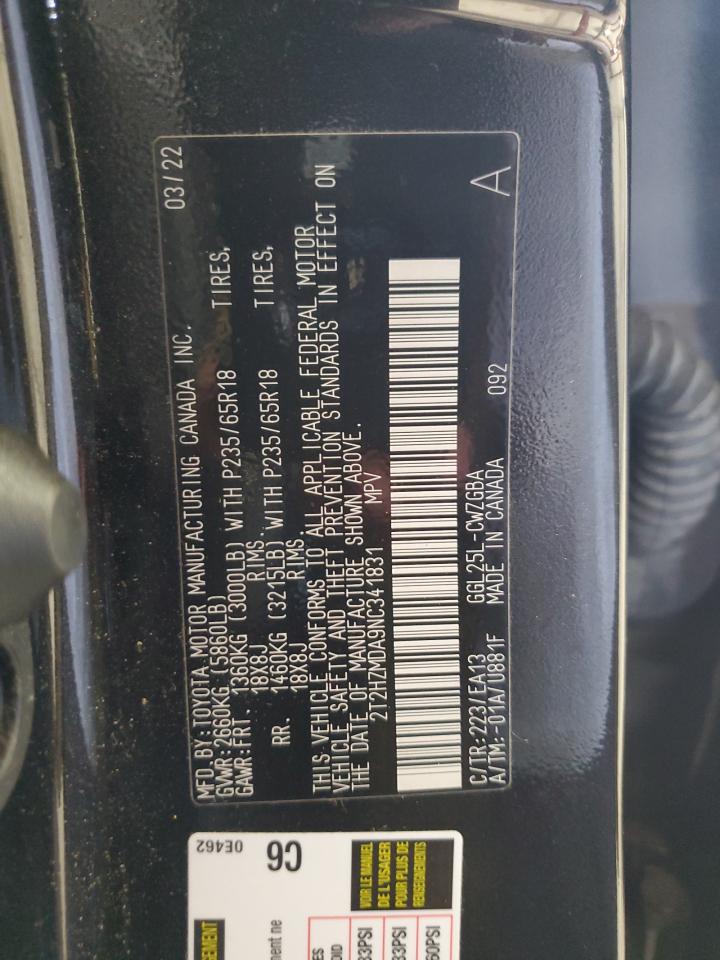 MFD.BY:TOYOTA MOTOR MANUFACTURING CANADA INC. 03/22
GVWR:2660KG (5860LB)
GAWR:FRT. 1360KG (3000LB) WITH P235/65R18 TIRES,
18X8J RIMS
RR. 1460KG (3215LB) WITH P235/65R18 TIRES,
18X8J RIMS.
THIS VEHICLE CONFORMS TO ALL APPLICABLE FEDERAL MOTOR
VEHICLE SAFETY AND THEFT PREVENTION STANDARDS IN EFFECT ON
THE DATE OF MANUFACTURE SHOWN ABOVE.
2T2HZMDA9NC341831 MPV
C/TR:223/LEA13 GGL25L-CWZGBA
A/TM:-01A/U881F MADE IN CANADA 092
A
0E462
C6
VOIR LE MANUEL
DE L'USAGER
POUR PLUS DE
RENSEIGNEMENTS
33PSI
33PSI
60PSI